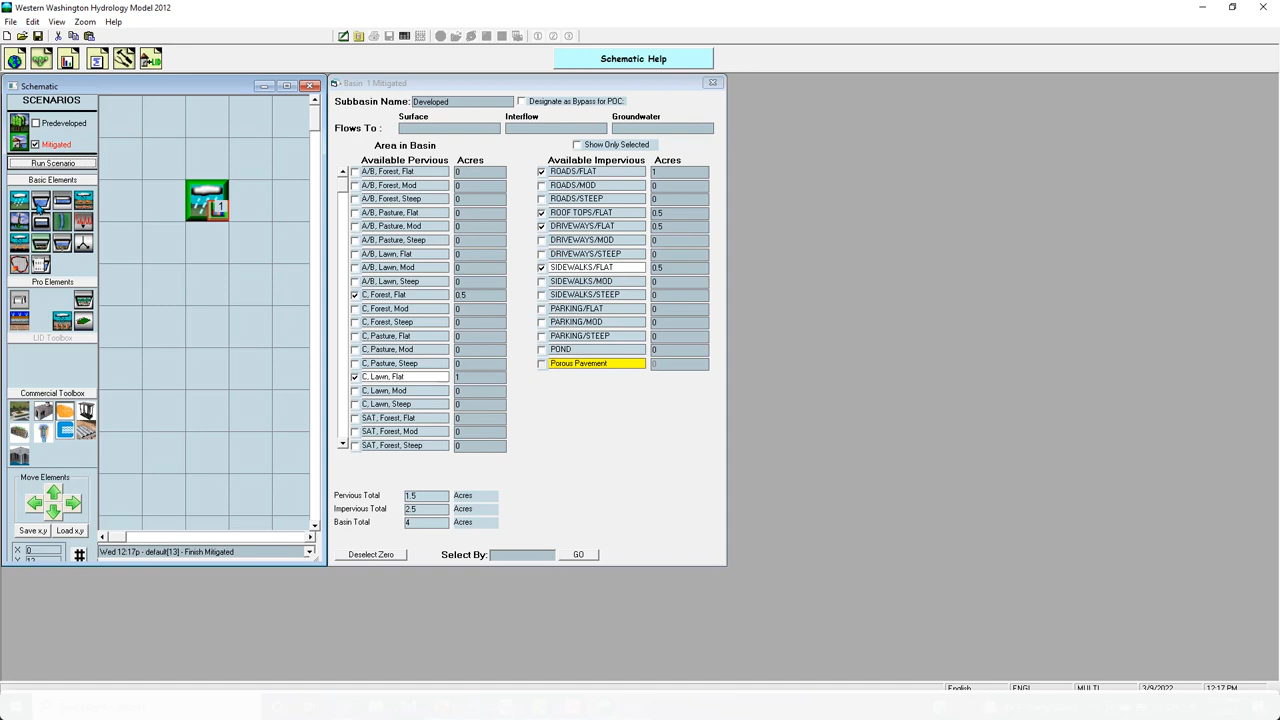 Western Washington Hydrology Model 2012
File Edit View Zoom Help
Schematic Help
Schematic
SCENARIOS
Predeveloped
Mitigated
Run Scenario
Basic Elements
Pro Elements
LID Toolbox
Commercial Toolbox
Move Elements
Save x,y Load x,y
X 0
Y 12
#
1
Wed 12:17p - default[13] - Finish Mitigated
Basin 1 Mitigated
Subbasin Name: Developed Designate as Bypass for POC:
Surface Interflow Groundwater
Flows To :
Area in Basin Show Only Selected
Available Pervious Acres Available Impervious Acres
A/B, Forest, Flat 0 ROADS/FLAT 1
A/B, Forest, Mod 0 ROADS/MOD 0
A/B, Forest, Steep 0 ROADS/STEEP 0
A/B, Pasture, Flat 0 ROOF TOPS/FLAT 0.5
A/B, Pasture, Mod 0 DRIVEWAYS/FLAT 0.5
A/B, Pasture, Steep 0 DRIVEWAYS/MOD 0
A/B, Lawn, Flat 0 DRIVEWAYS/STEEP 0
A/B, Lawn, Mod 0 SIDEWALKS/FLAT 0.5
A/B, Lawn, Steep 0 SIDEWALKS/MOD 0
C, Forest, Flat 0.5 SIDEWALKS/STEEP 0
C, Forest, Mod 0 PARKING/FLAT 0
C, Forest, Steep 0 PARKING/MOD 0
C, Pasture, Flat 0 PARKING/STEEP 0
C, Pasture, Mod 0 POND 0
C, Pasture, Steep 0 Porous Pavement 0
C, Lawn, Flat 1
C, Lawn, Mod 0
C, Lawn, Steep 0
SAT, Forest, Flat 0
SAT, Forest, Mod 0
SAT, Forest, Steep 0
Pervious Total 1.5 Acres
Impervious Total 2.5 Acres
Basin Total 4 Acres
Deselect Zero Select By: GO
English ENGL MULTI 3/9/2022 12:17 PM